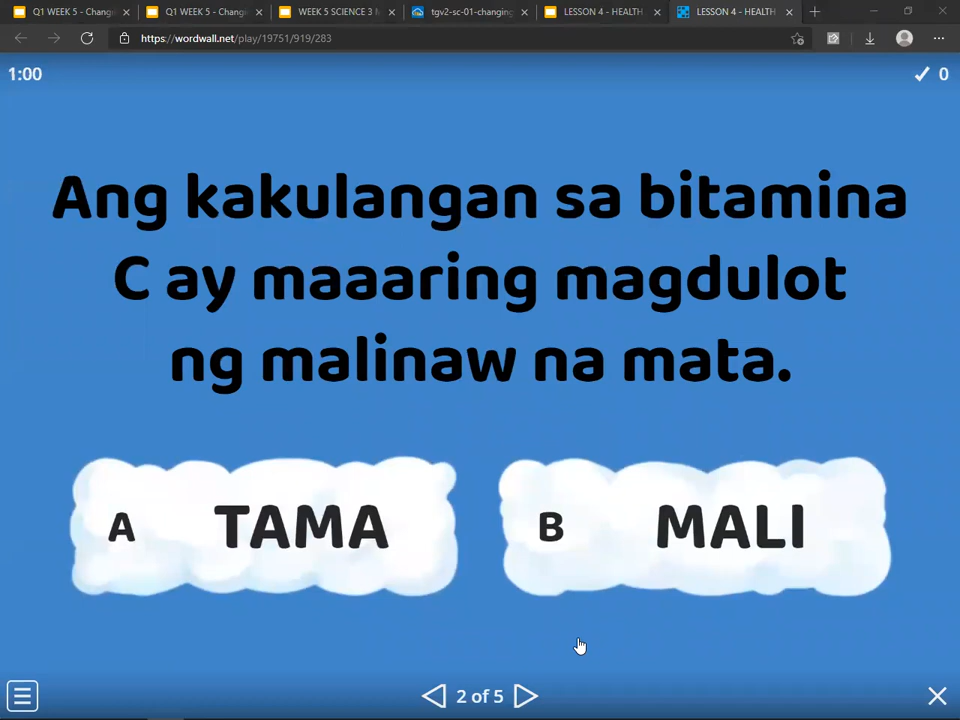 Q1 WEEK 5 - Chang
Q1 WEEK 5 - Chang
WEEK 5 SCIENCE 3
tgv2-sc-01-changing
LESSON 4 - HEALTH
LESSON 4 - HEALTH
https://wordwall.net/play/19751/919/283
1:00
0
Ang kakulangan sa bitamina
C ay maaaring magdulot
ng malinaw na mata.
A TAMA
B MALI
2 of 5